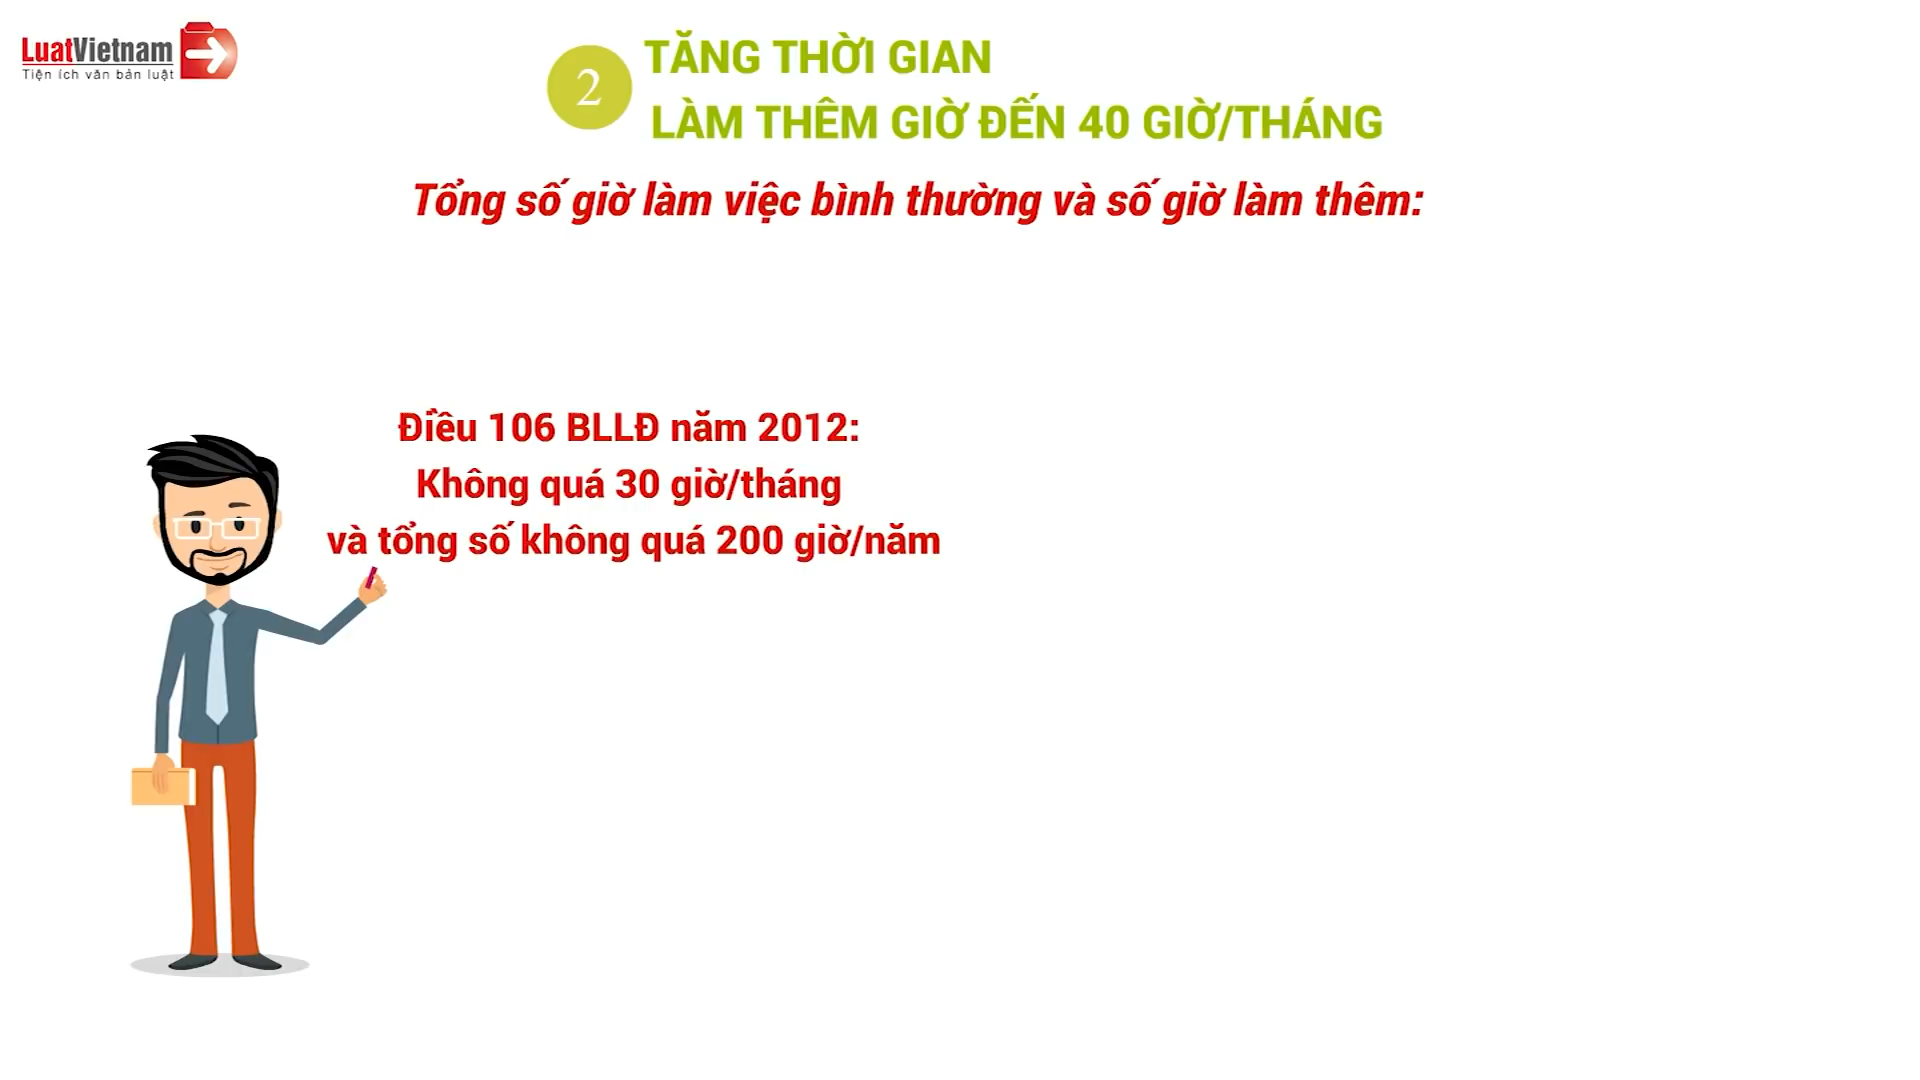 LuatVietnam
Tiện ích văn bản luật
2
TĂNG THỜI GIAN
LÀM THÊM GIỜ ĐẾN 40 GIỜ/THÁNG
Tổng số giờ làm việc bình thường và số giờ làm thêm:
Điều 106 BLLĐ năm 2012:
Không quá 30 giờ/tháng
và tổng số không quá 200 giờ/năm